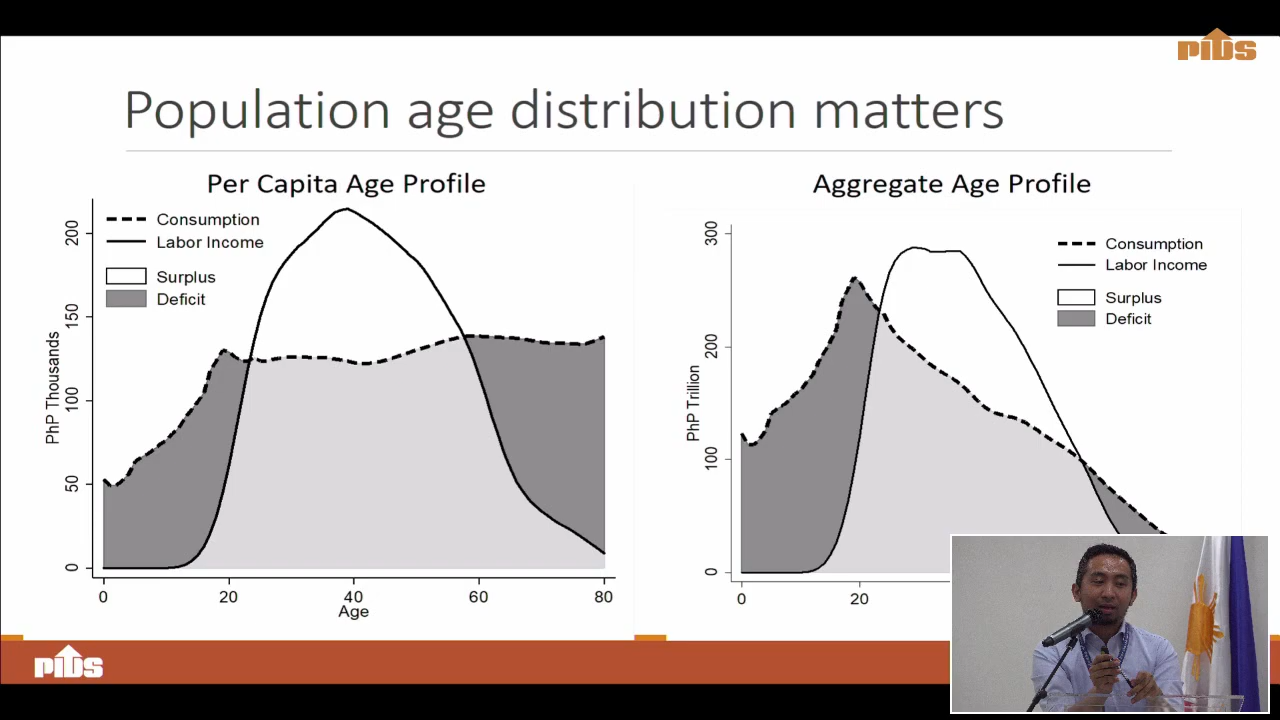 PIDS
Population age distribution matters
Per Capita Age Profile
Consumption
Labor Income
Surplus
Deficit
PhP Thousands
200
150
100
50
0
0 20 40 60 80
Age
Aggregate Age Profile
Consumption
Labor Income
Surplus
Deficit
PhP Trillion
300
200
100
0
0 20
PIDS